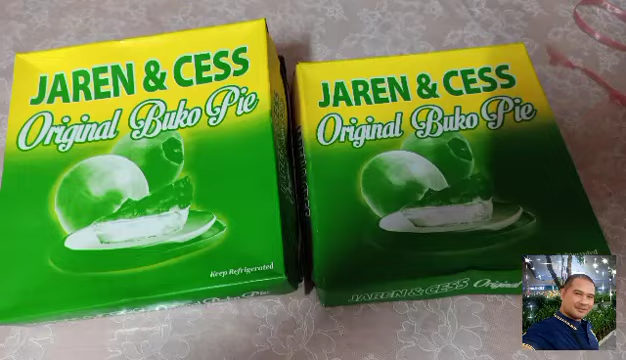 JAREN & CESS
Original Buko Pie
Keep Refrigerated
JAREN & CESS
Original Buko Pie
JAREN & CESS Original